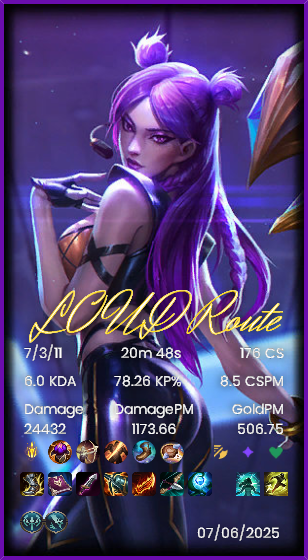 LOUD Route
7/3/11 20m 48s 176 CS
6.0 KDA 78.26 KP% 8.5 CSPM
Damage DamagePM GoldPM
24432 1173.66 506.75
07/06/2025